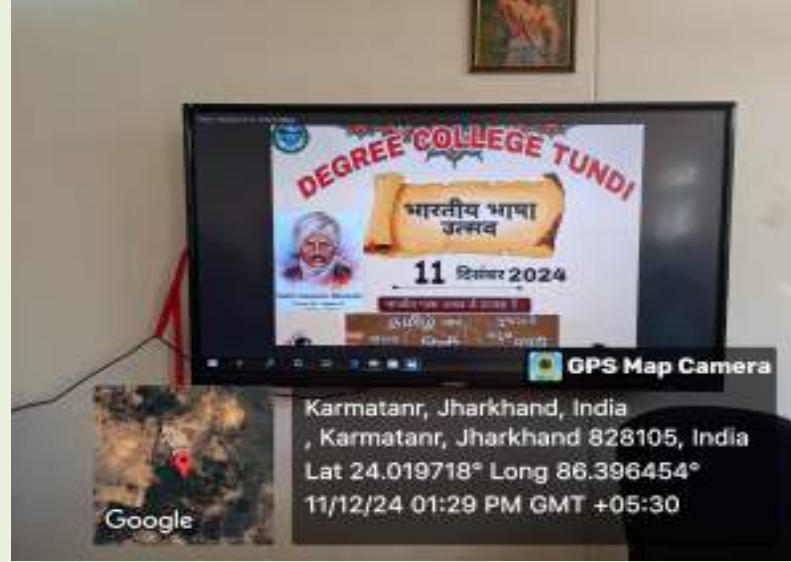 DEGREE COLLEGE TUNDI
भारतीय भाषा
उत्सव
11 दिसंबर 2024
தமிழ்
GPS Map Camera
Karmatanr, Jharkhand, India
, Karmatanr, Jharkhand 828105, India
Lat 24.019718° Long 86.396454°
11/12/24 01:29 PM GMT +05:30
Google